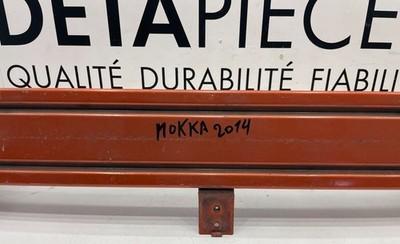 DETAPIECE
QUALITÉ DURABILITÉ FIABILI
MOKKA 2014